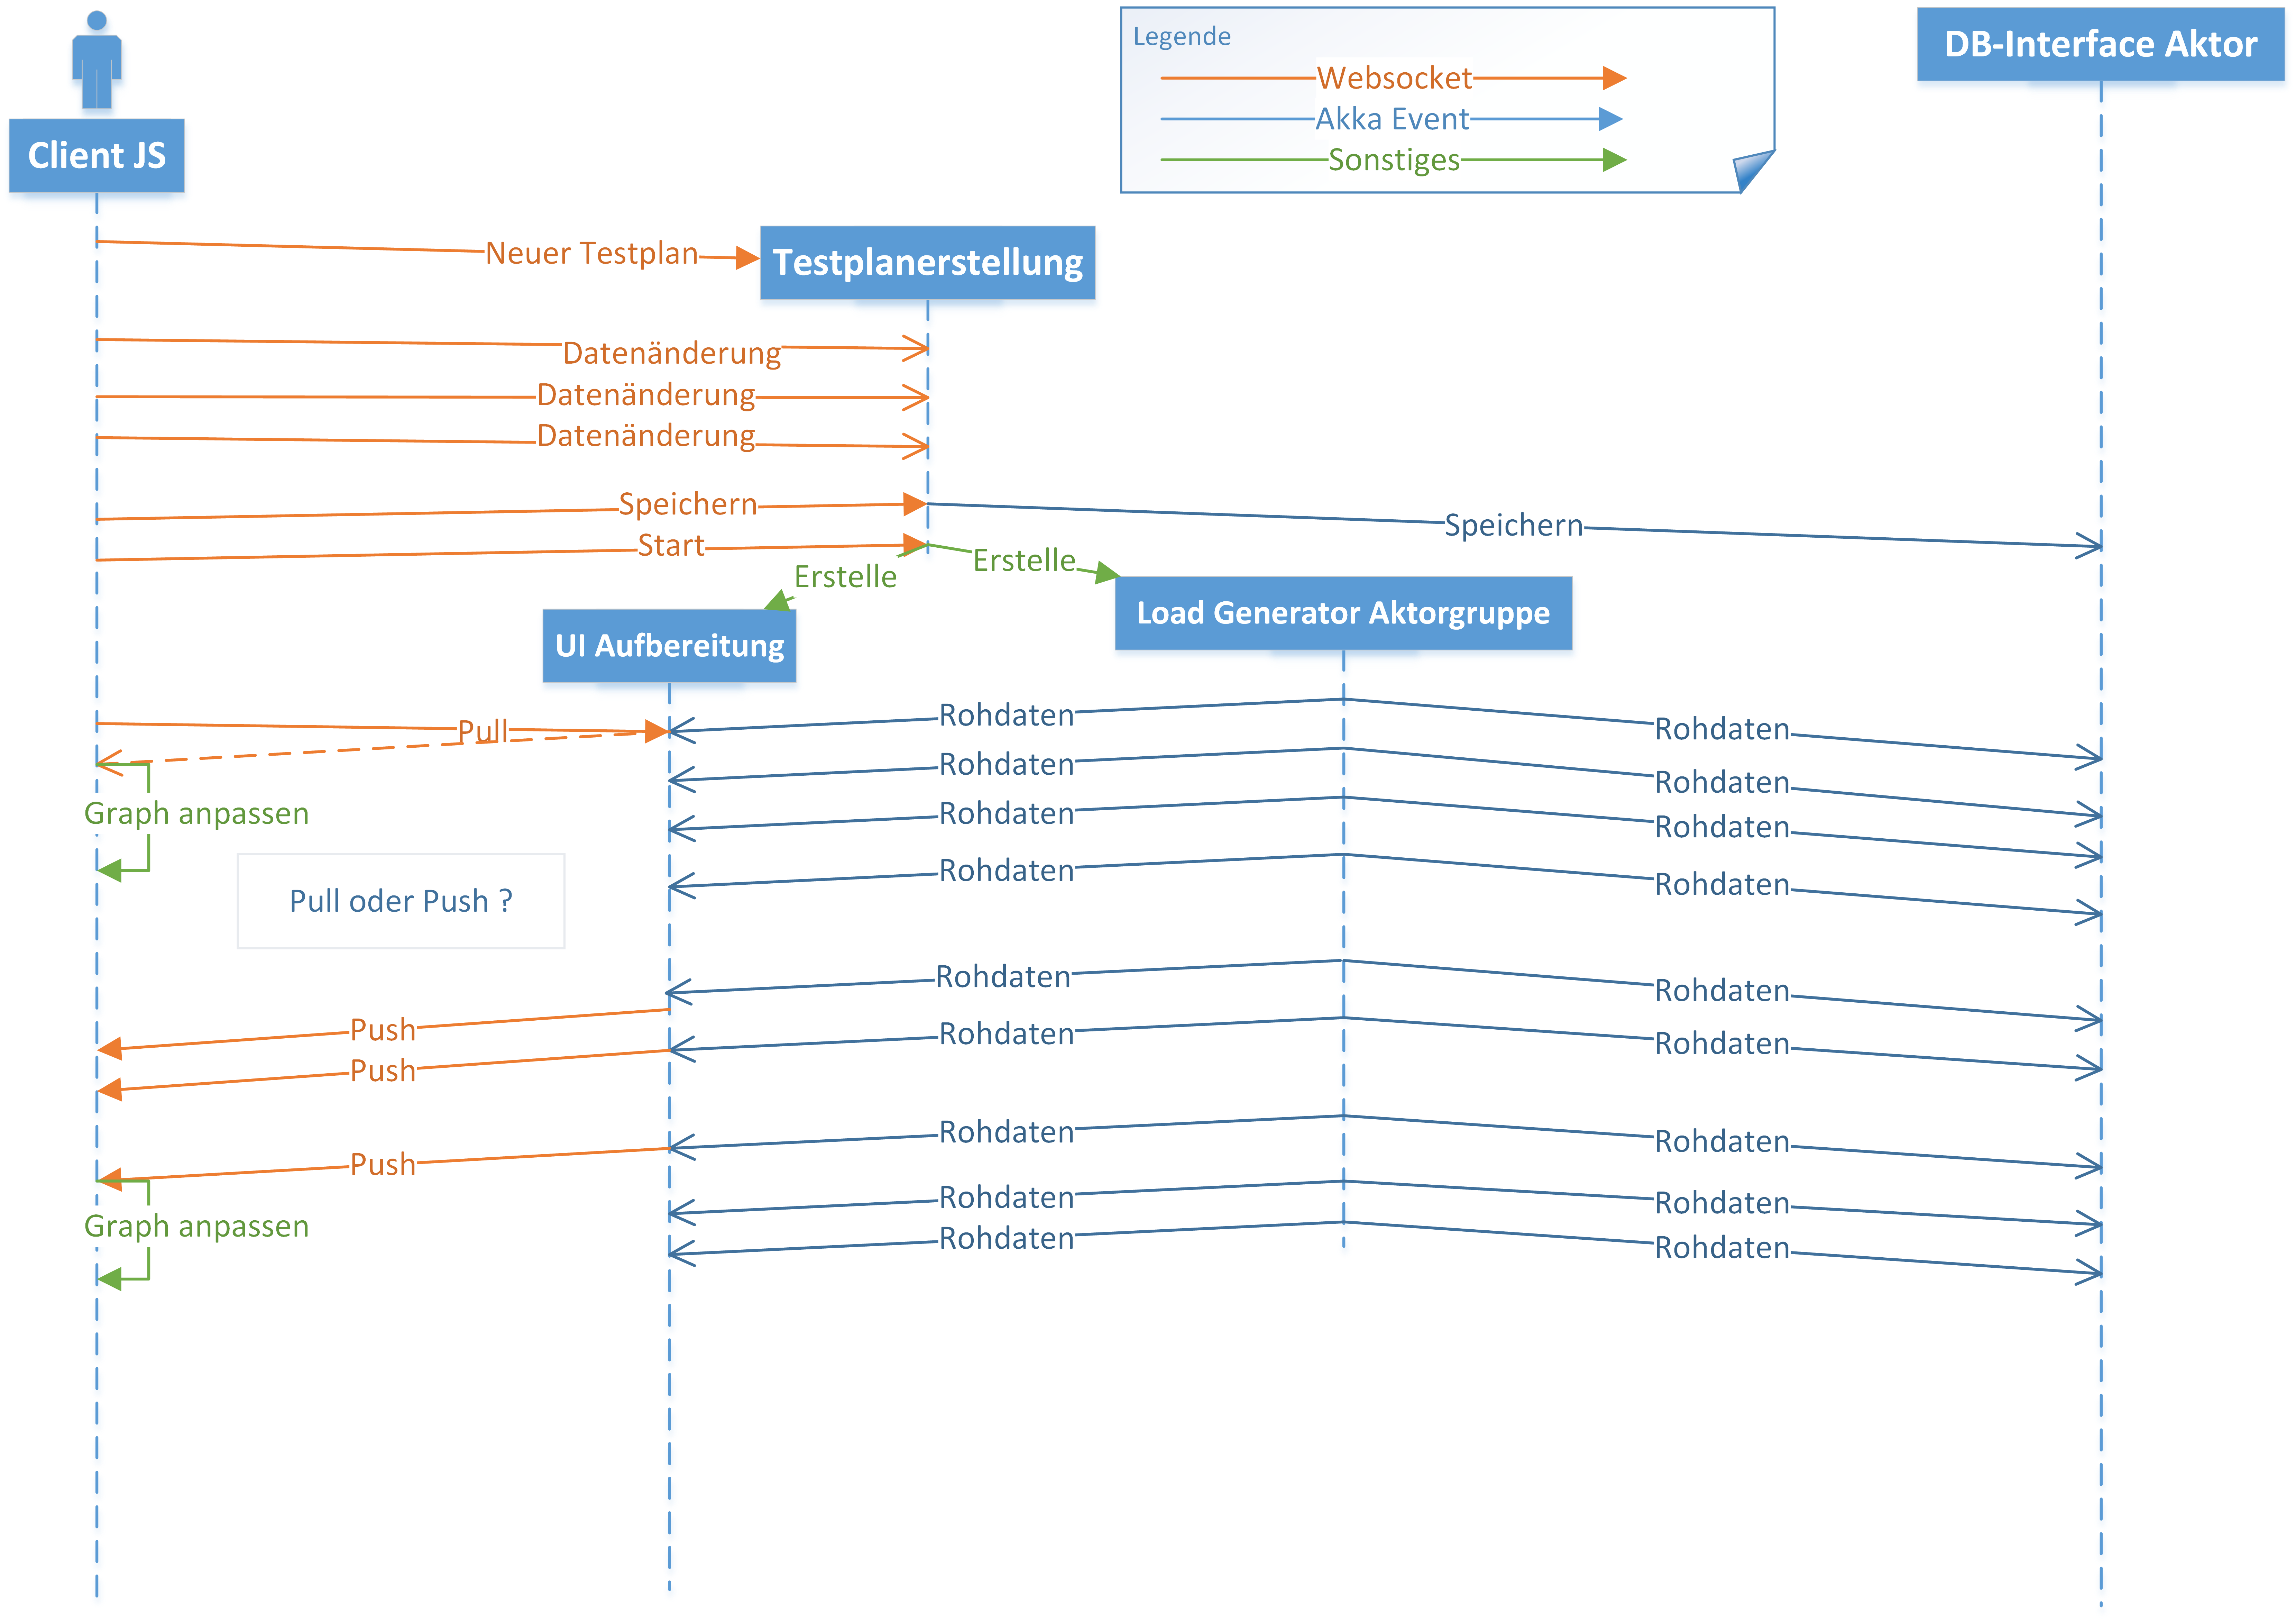 Legende
DB-Interface Aktor
Websocket
Akka Event
Sonstiges
Client JS
Neuer Testplan
Testplanerstellung
Datenänderung
Datenänderung
Datenänderung
Speichern
Speichern
Start
Erstelle
Erstelle
Load Generator Aktorgruppe
UI Aufbereitung
Rohdaten
Rohdaten
Pull
Rohdaten
Rohdaten
Graph anpassen
Rohdaten
Rohdaten
Rohdaten
Rohdaten
Pull oder Push ?
Rohdaten
Rohdaten
Push
Rohdaten
Rohdaten
Push
Rohdaten
Rohdaten
Push
Rohdaten
Rohdaten
Graph anpassen
Rohdaten
Rohdaten